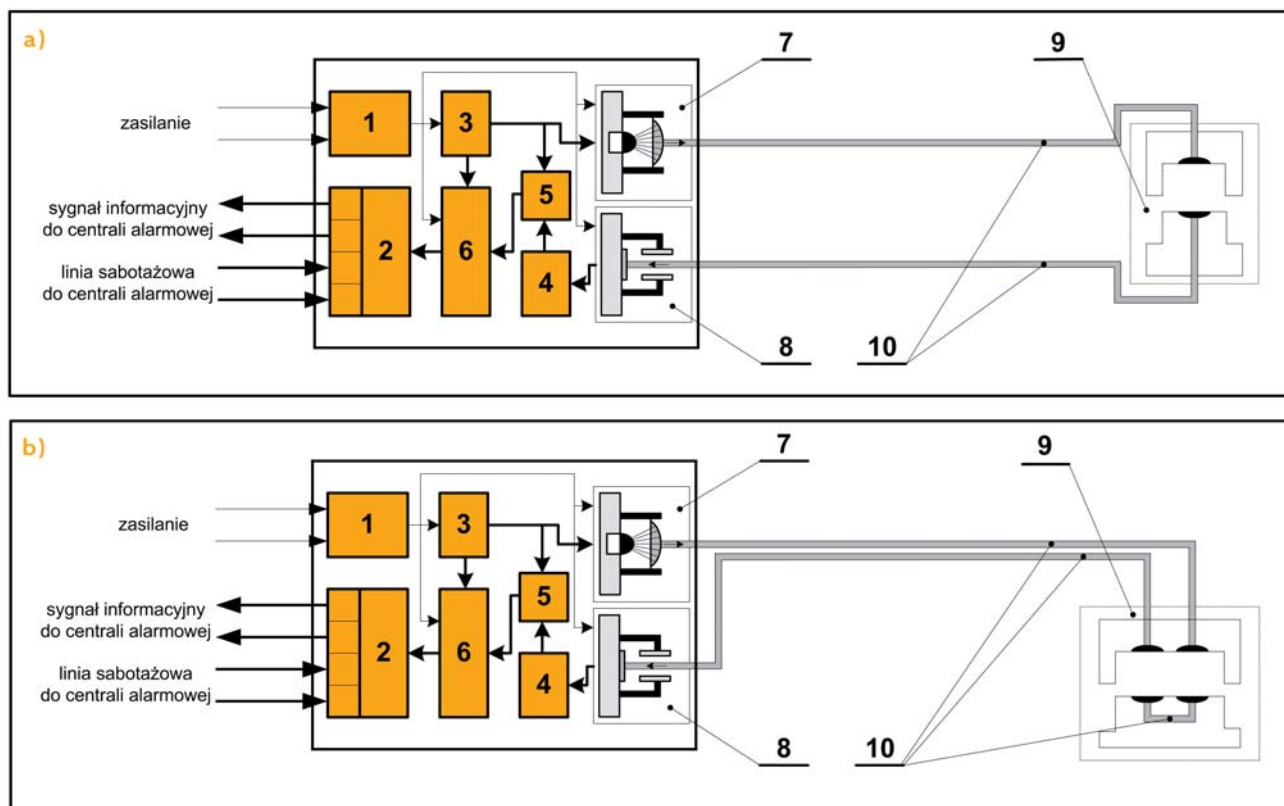 a)
7
9
zasilanie
1
3
5
sygnał informacyjny
do centrali alarmowej
2
6
4
linia sabotażowa
do centrali alarmowej
8
10
b)
7
9
zasilanie
1
3
5
sygnał informacyjny
do centrali alarmowej
2
6
4
linia sabotażowa
do centrali alarmowej
8
10